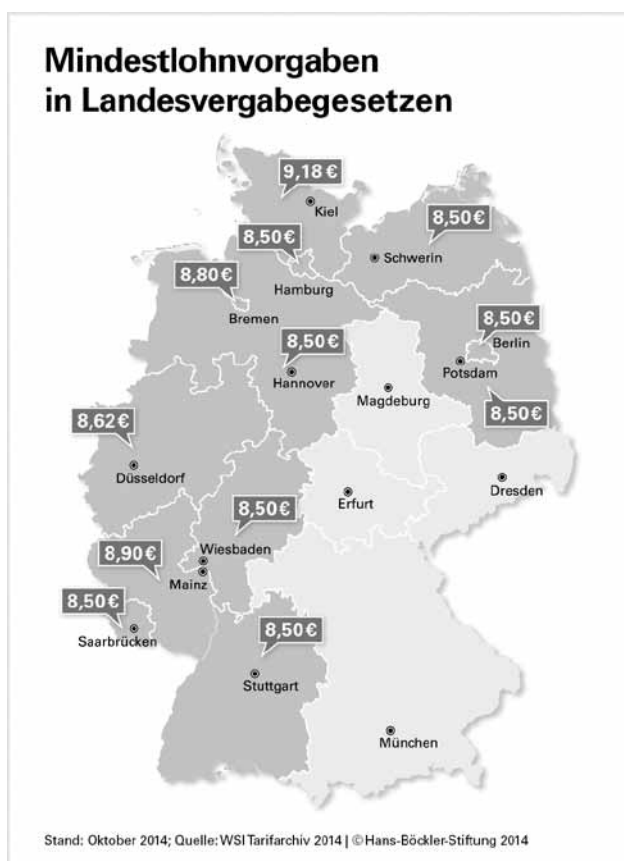 Mindestlohnvorgaben
in Landesvergabegesetzen
9,18 €
Kiel
8,50 €
8,50 €
Schwerin
8,80 €
Hamburg
Bremen
8,50 €
8,50 €
Berlin
Hannover
Potsdam
Magdeburg
8,50 €
8,62 €
Düsseldorf
Dresden
Erfurt
8,50 €
Wiesbaden
8,90 €
Mainz
8,50 €
Saarbrücken
8,50 €
Stuttgart
München
Stand: Oktober 2014; Quelle: WSI Tarifarchiv 2014 | © Hans-Böckler-Stiftung 2014